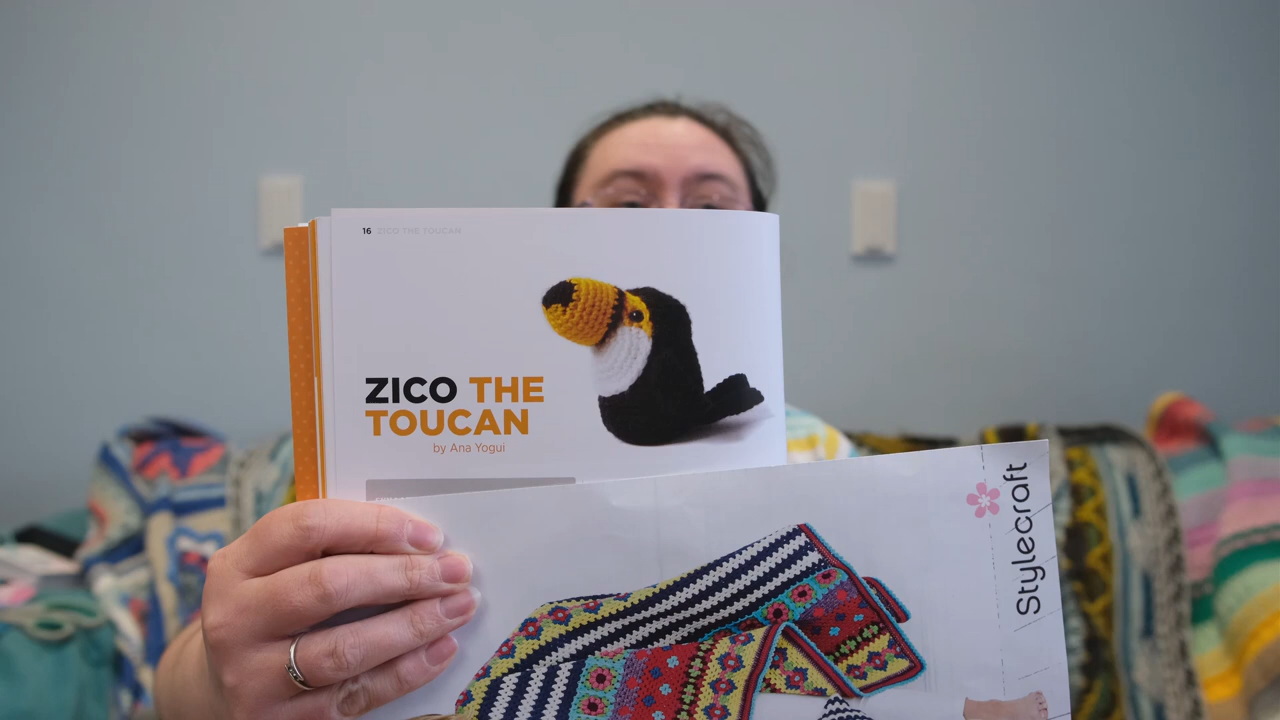 16 ZICO THE TOUCAN
ZICO THE
TOUCAN
by Ana Yogui
Stylecraft